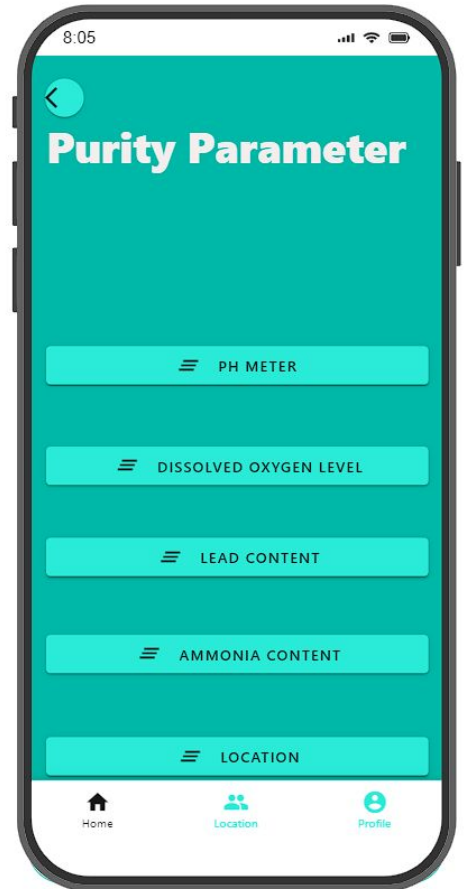 8:05
Purity Parameter
PH METER
DISSOLVED OXYGEN LEVEL
LEAD CONTENT
AMMONIA CONTENT
LOCATION
Home Location Profile